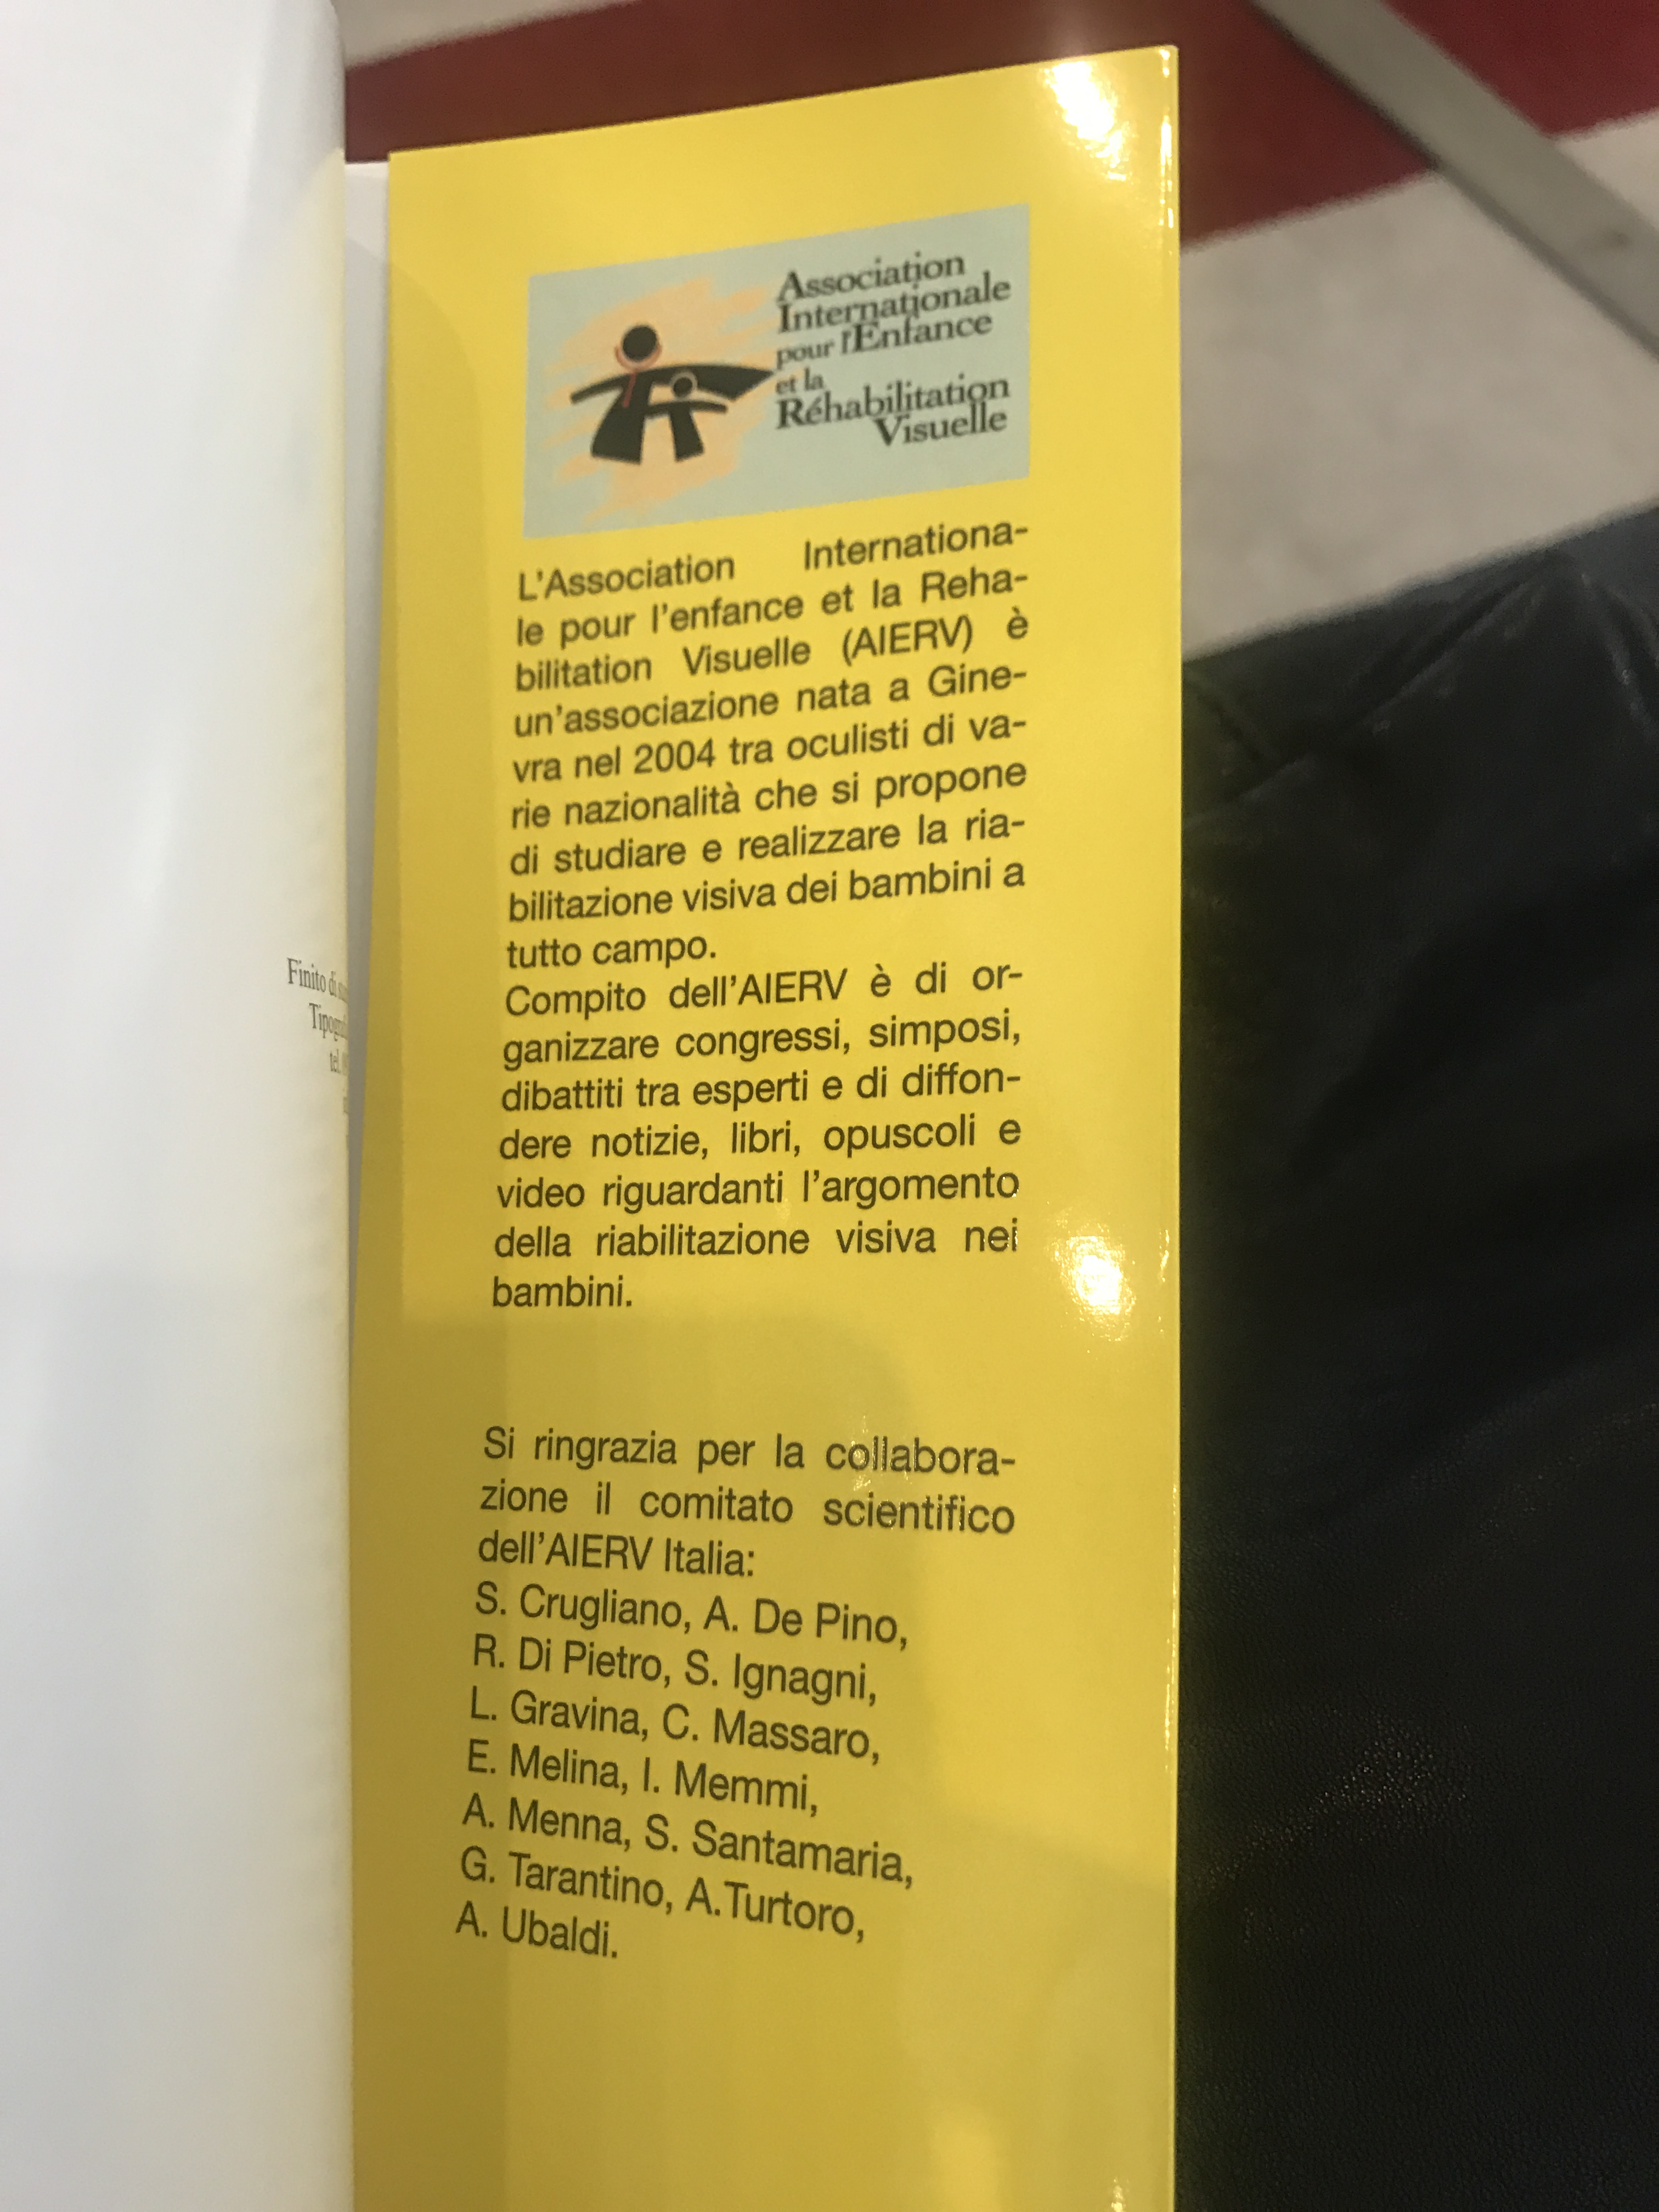 Finito di
Association
Internationale
pour l'Enfance
et la
Réhabilitation
Visuelle
L'Association Internationa-
le pour l'enfance et la Reha-
bilitation Visuelle (AIERV) è
un'associazione nata a Gine-
vra nel 2004 tra oculisti di va-
rie nazionalità che si propone
di studiare e realizzare la ria-
bilitazione visiva dei bambini a
tutto campo.
Compito dell'AIERV è di or-
ganizzare congressi, simposi,
dibattiti tra esperti e di diffon-
dere notizie, libri, opuscoli e
video riguardanti l'argomento
della riabilitazione visiva nei
bambini.
Si ringrazia per la collabora-
zione il comitato scientifico
dell'AIERV Italia:
S. Crugliano, A. De Pino,
R. Di Pietro, S. Ignagni,
L. Gravina, C. Massaro,
E. Melina, I. Memmi,
A. Menna, S. Santamaria,
G. Tarantino, A.Turtoro,
A. Ubaldi.